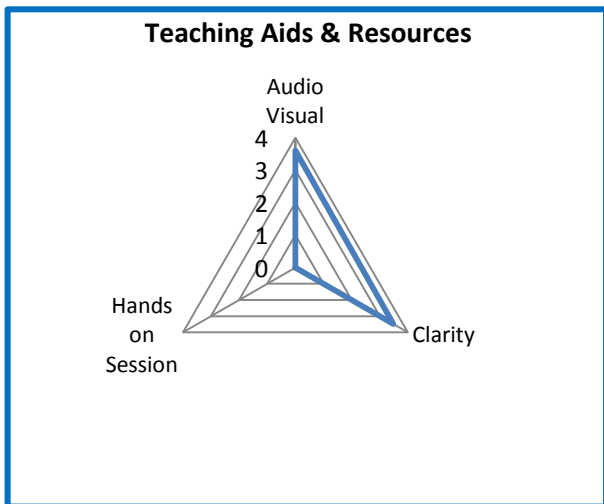 Teaching Aids & Resources
Audio
Visual
4
3
2
1
0
Hands
on
Session
Clarity